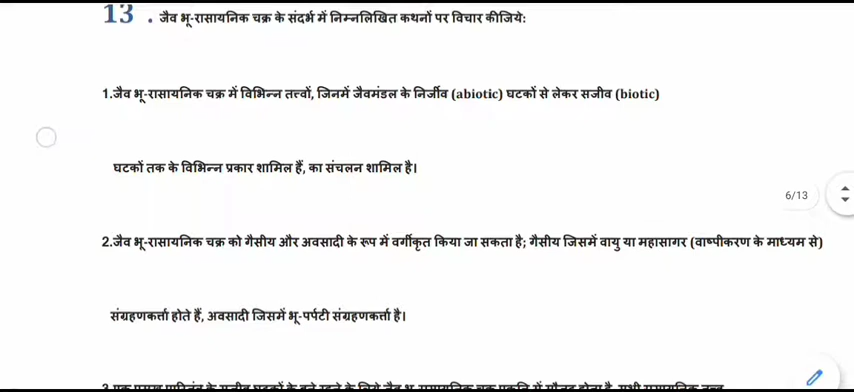 13 . जैव भू-रासायनिक चक्र के संदर्भ में निम्नलिखित कथनों पर विचार कीजिये:
1.जैव भू-रासायनिक चक्र में विभिन्न तत्त्वों, जिनमें जैवमंडल के निर्जीव (abiotic) घटकों से लेकर सजीव (biotic)
घटकों तक के विभिन्न प्रकार शामिल हैं, का संचलन शामिल है।
6/13
2.जैव भू-रासायनिक चक्र को गैसीय और अवसादी के रूप में वर्गीकृत किया जा सकता है; गैसीय जिसमें वायु या महासागर (वाष्पीकरण के माध्यम से)
संग्रहणकर्त्ता होते हैं, अवसादी जिसमें भू-पर्पटी संग्रहणकर्त्ता है।